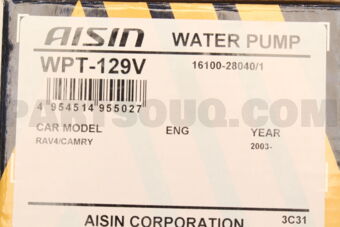 AISIN WATER PUMP
WPT-129V 16100-28040/1
4 954514 955027
CAR MODEL ENG YEAR
RAV4/CAMRY 2003-
AISIN CORPORATION 3C31
PARTSOUQ.COM